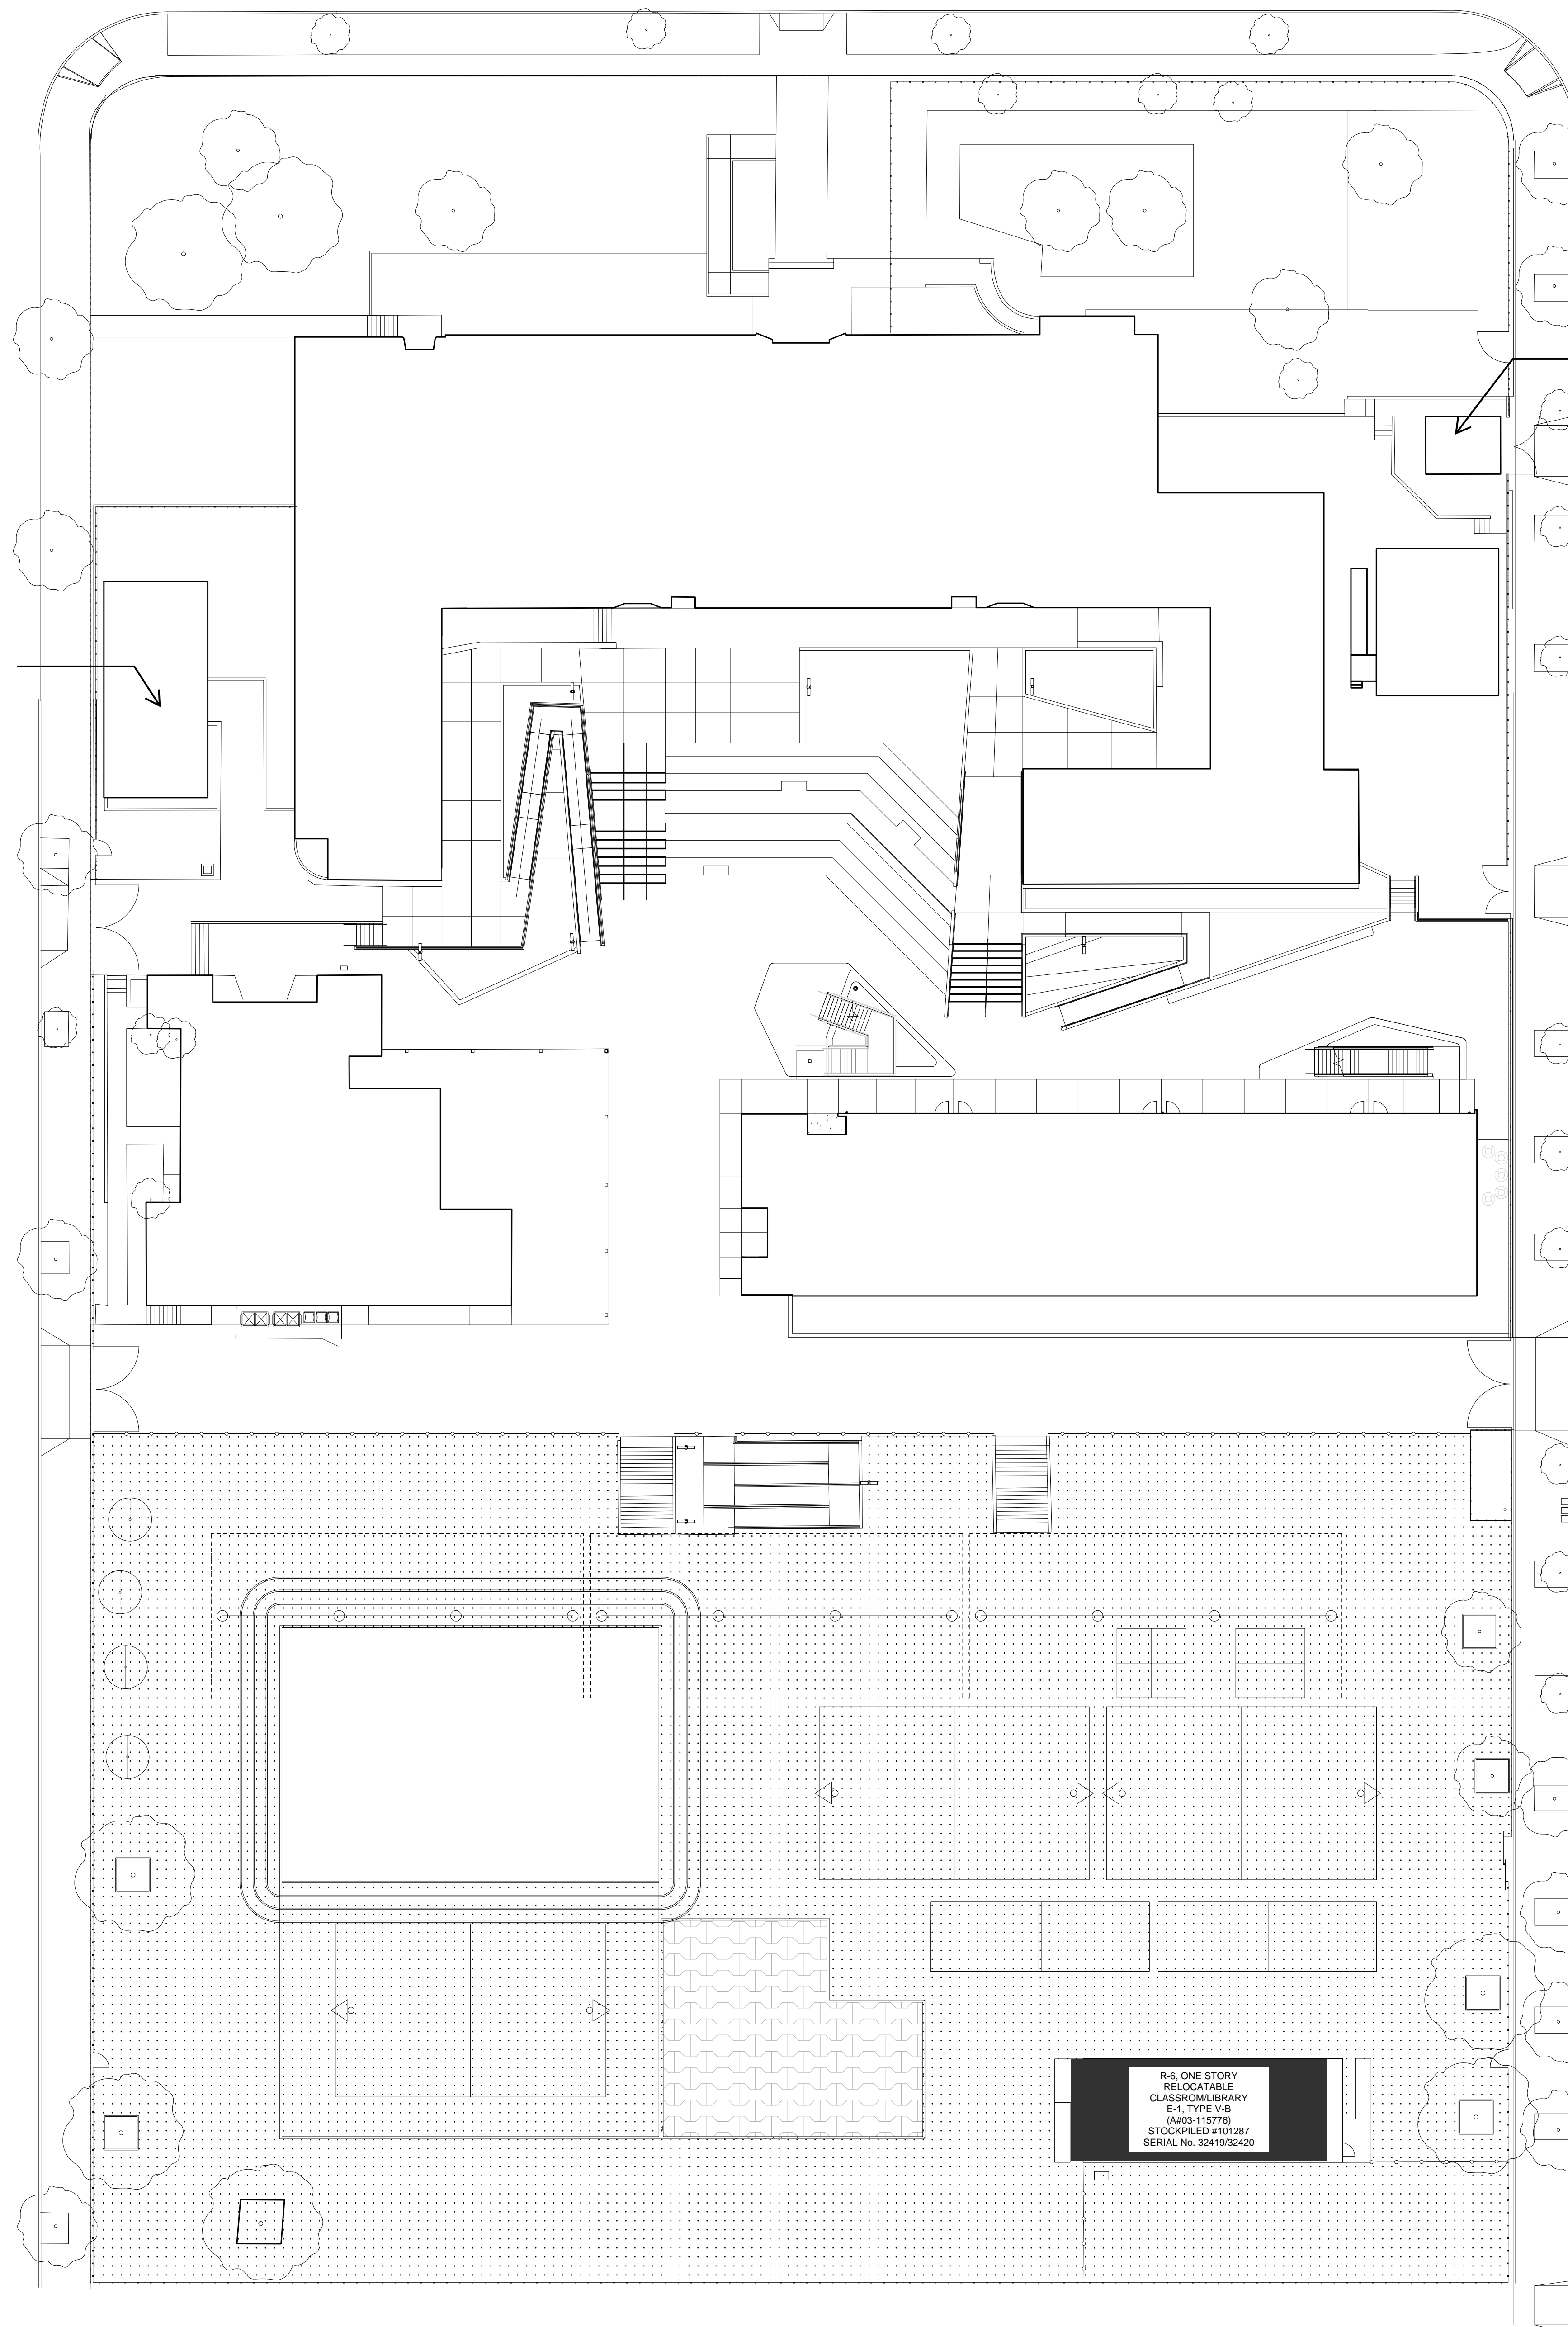 R-6, ONE STORY
RELOCATABLE
CLASSROM/LIBRARY
E-1, TYPE V-B
(A#03-115776)
STOCKPILED #101287
SERIAL No. 32419/32420